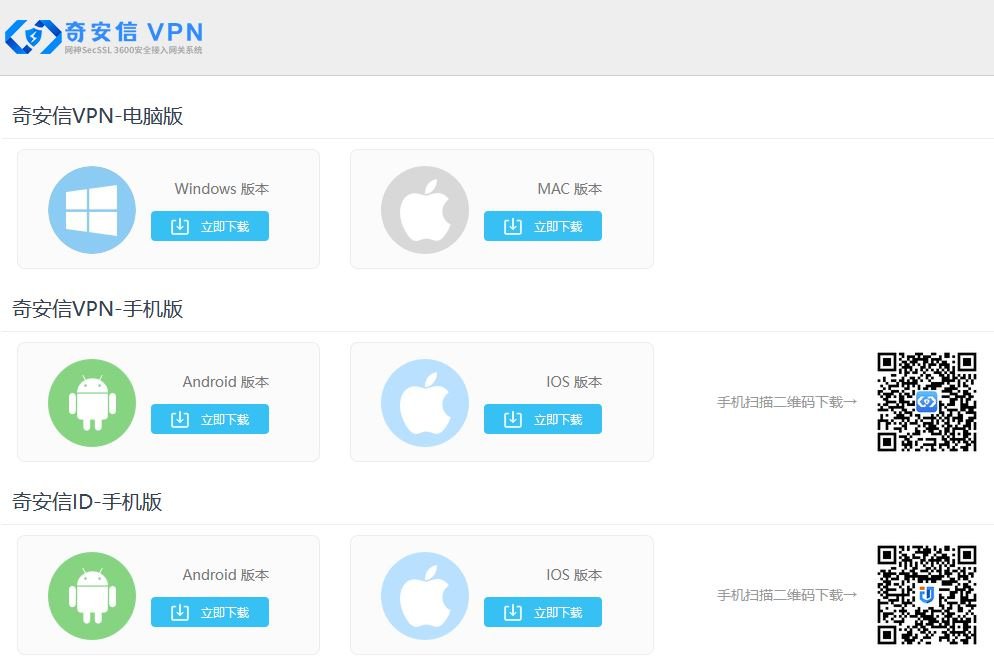 奇安信 VPN
网神SecSSL 3600安全接入网关系统
奇安信VPN-电脑版
Windows 版本
立即下载
MAC 版本
立即下载
奇安信VPN-手机版
Android 版本
立即下载
IOS 版本
立即下载
手机扫描二维码下载→
奇安信ID-手机版
Android 版本
立即下载
IOS 版本
立即下载
手机扫描二维码下载→